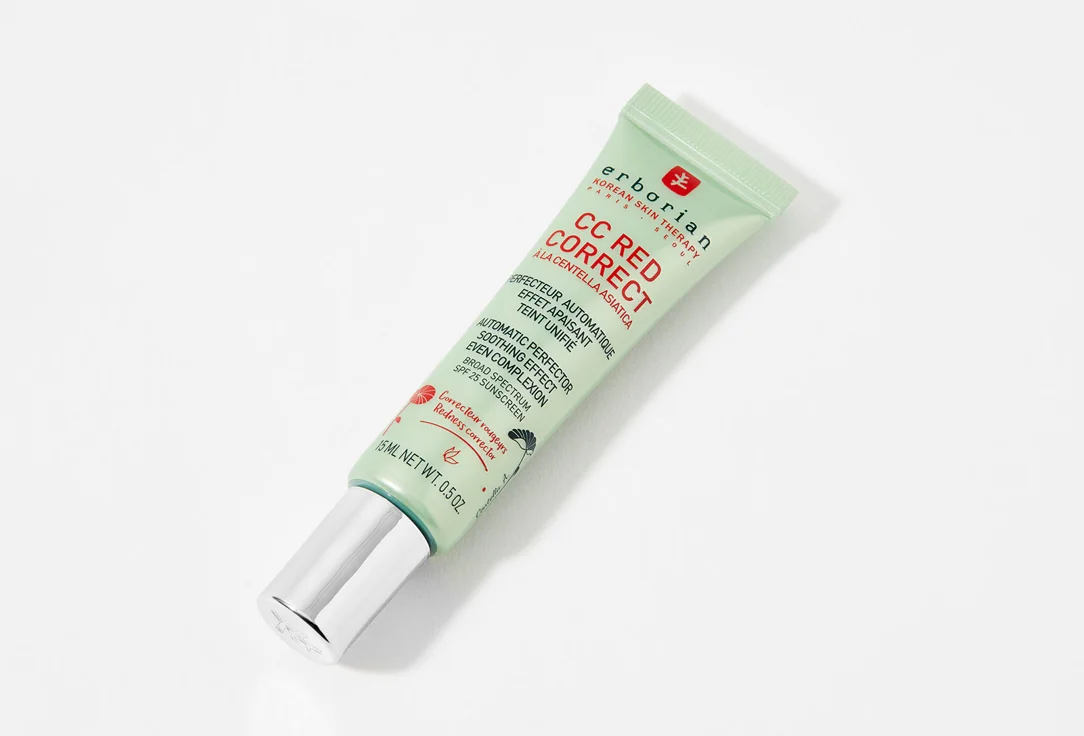 erborian
KOREAN SKIN THERAPY
PARIS · SEOUL
CC RED
CORRECT
À LA CENTELLA ASIATICA
PERFECTEUR AUTOMATIQUE
EFFET APAISANT
TEINT UNIFIÉ
AUTOMATIC PERFECTOR
SOOTHING EFFECT
EVEN COMPLEXION
BROAD SPECTRUM
SPF 25 SUNSCREEN
Correcteur rougeurs
Redness corrector
15 ML NET WT. 0.5 OZ.
Centella